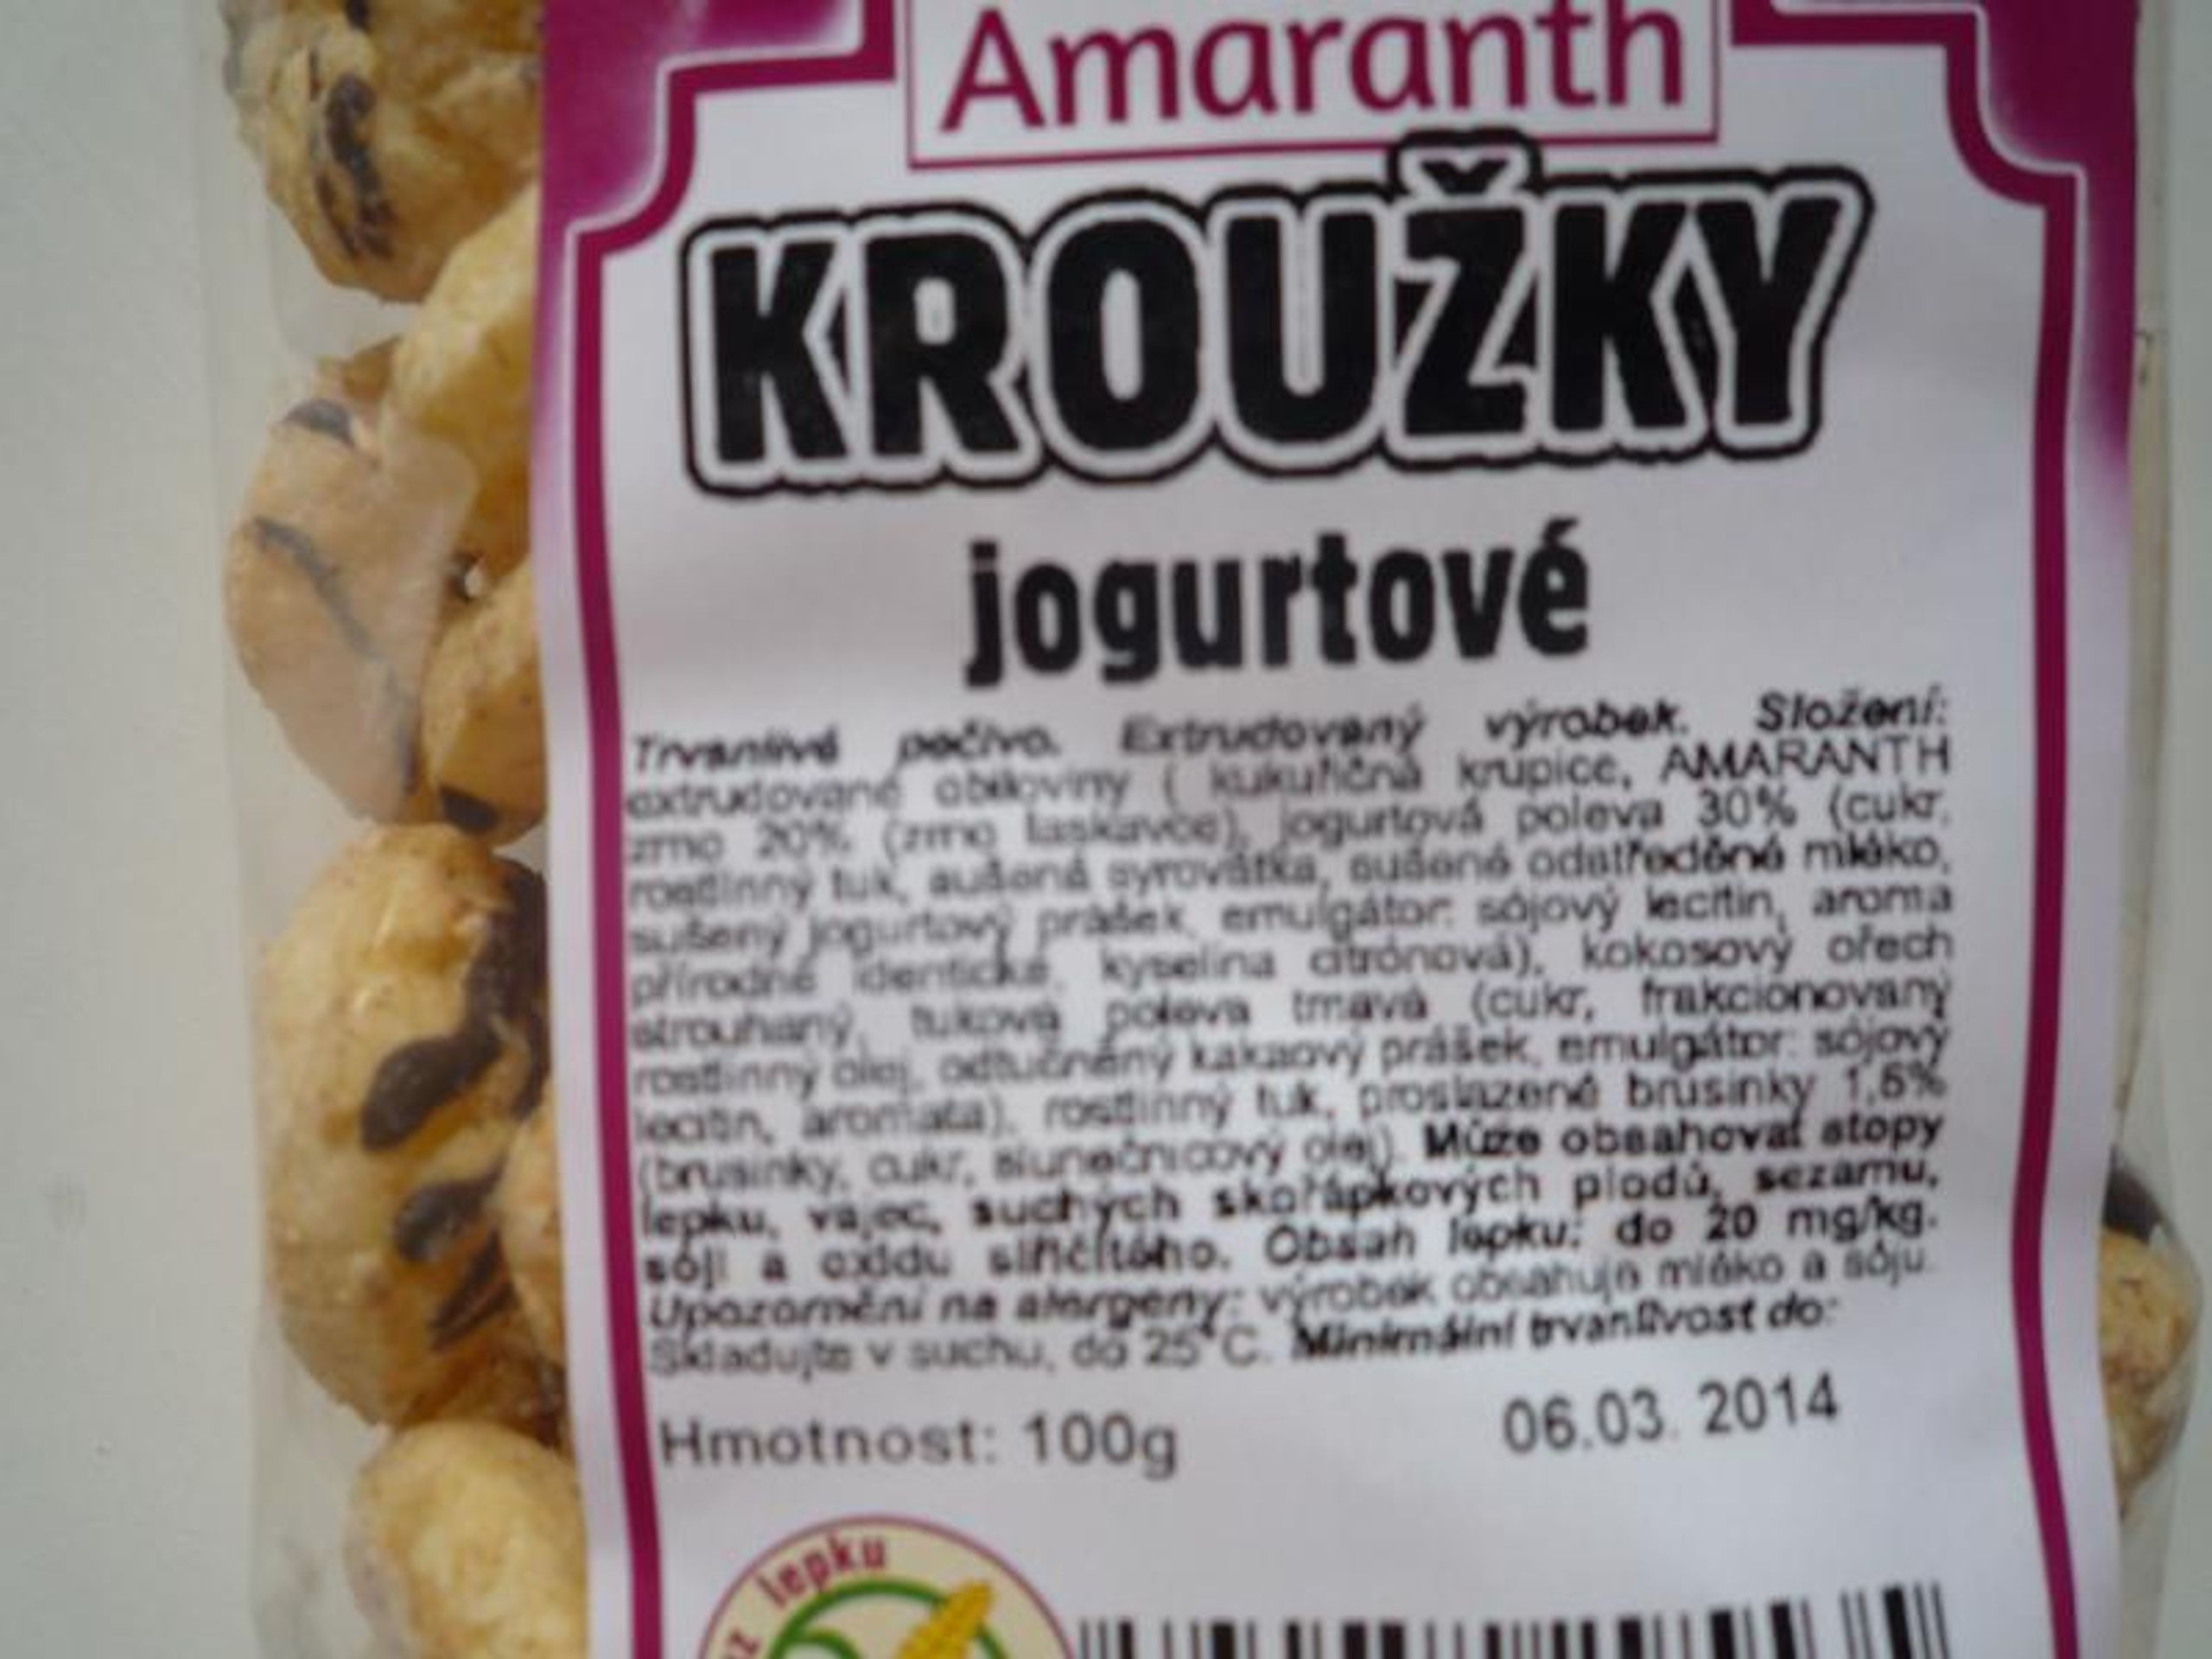 Amaranth
KROUŽKY
jogurtové
Trvanlivé pečivo. Extrudovaný výrobek. Složení:
extrudované obiloviny ( kukuřičná krupice, AMARANTH
zrno 20% (zrno laskavce), jogurtová poleva 30% (cukr,
rostlinný tuk, sušená syrovátka, sušené odstředěné mléko,
sušený jogurtový prášek, emulgátor: sójový lecitin, aroma
přírodně identické, kyselina citrónová), kokosový ořech
strouhaný, tuková poleva tmavá (cukr, frakcionovaný
rostlinný olej, odtučněný kakaový prášek, emulgátor: sójový
lecitin, aromata), rostlinný tuk, proslazené brusinky
(brusinky, cukr, slunečnicový olej). Může obsahovat stopy
lepku, vajec, suchých skořápkových plodů, sezamu,
sóji a oxidu siřičitého. Obsah lepku: do 20 mg/kg.
Upozornění na alergeny: výrobek obsahuje mléko a sóju.
Skladujte v suchu, do 25°C. Minimální trvanlivost do:
Hmotnost: 100g 06.03. 2014
lepku